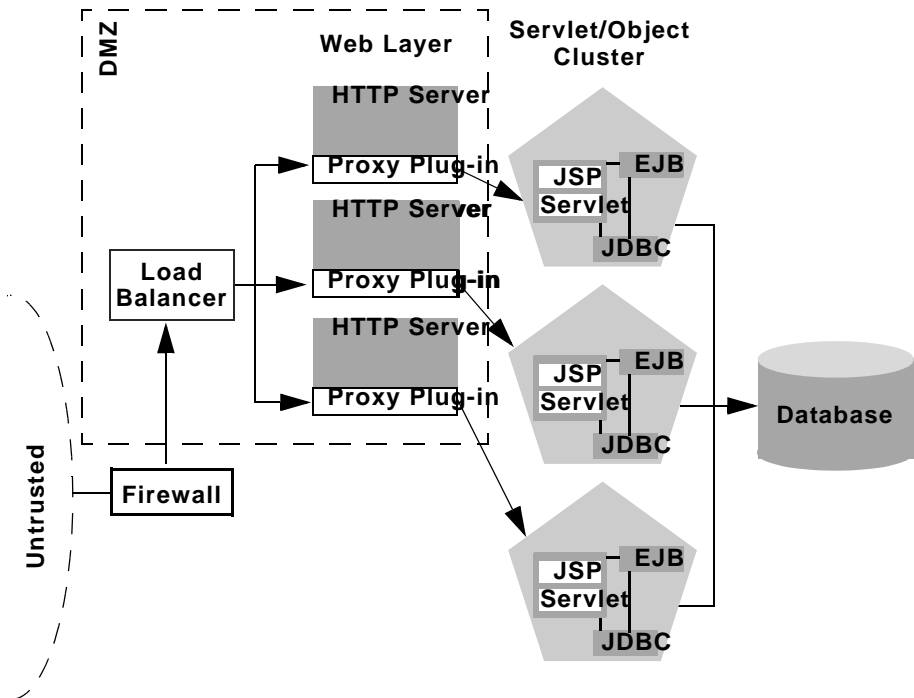 DMZ
Web Layer
Servlet/Object
Cluster
HTTP Server
Proxy Plug-in
HTTP Server
Proxy Plug-in
HTTP Server
Proxy Plug-in
Load
Balancer
Firewall
Untrusted
JSP
Servlet
EJB
JDBC
JSP
Servlet
EJB
JDBC
JSP
Servlet
EJB
JDBC
Database